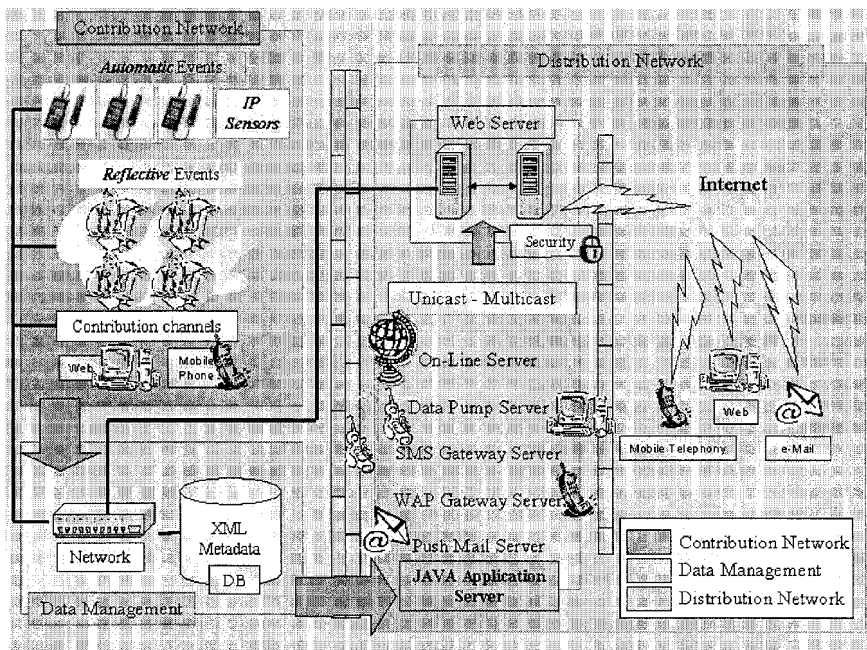 Contribution Network
Automatic Events
IP
Sensors
Reflective Events
Contribution channels
Web
Mobile
Phone
Network
XML
Metadata
DB
Data Management
Distribution Network
Web Server
Security
Internet
Unicast - Multicast
On-Line Server
Data Pump Server
SMS Gateway Server
WAP Gateway Server
@
Push Mail Server
JAVA Application
Server
@
Mobile Telephony
Web
e-Mail
Contribution Network
Data Management
Distribution Network